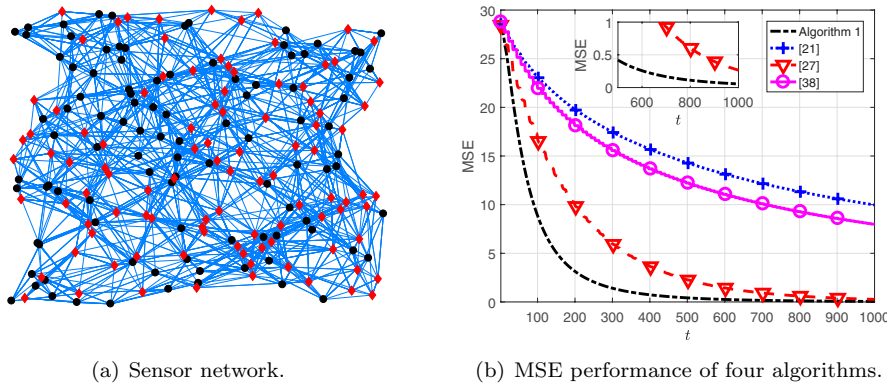 30
25
20
15
10
5
0
MSE
100 200 300 400 500 600 700 800 900 1000
t
1
0.5
0
MSE
600 800 1000
t
Algorithm 1
[21]
[27]
[38]
(a) Sensor network.
(b) MSE performance of four algorithms.